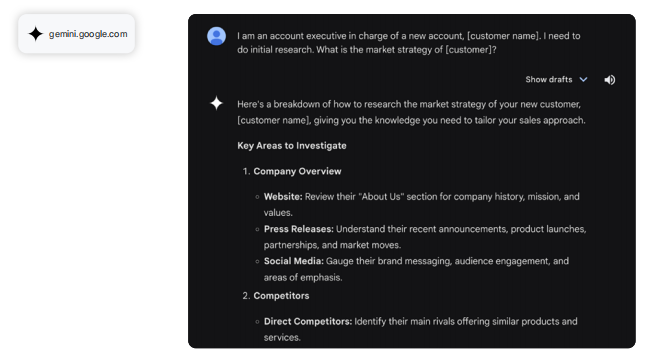 gemini.google.com
I am an account executive in charge of a new account, [customer name]. I need to
do initial research. What is the market strategy of [customer]?
Show drafts
Here's a breakdown of how to research the market strategy of your new customer,
[customer name], giving you the knowledge you need to tailor your sales approach.
Key Areas to Investigate
1. Company Overview
Website: Review their "About Us" section for company history, mission, and
values.
Press Releases: Understand their recent announcements, product launches,
partnerships, and market moves.
Social Media: Gauge their brand messaging, audience engagement, and
areas of emphasis.
2. Competitors
Direct Competitors: Identify their main rivals offering similar products and
services.